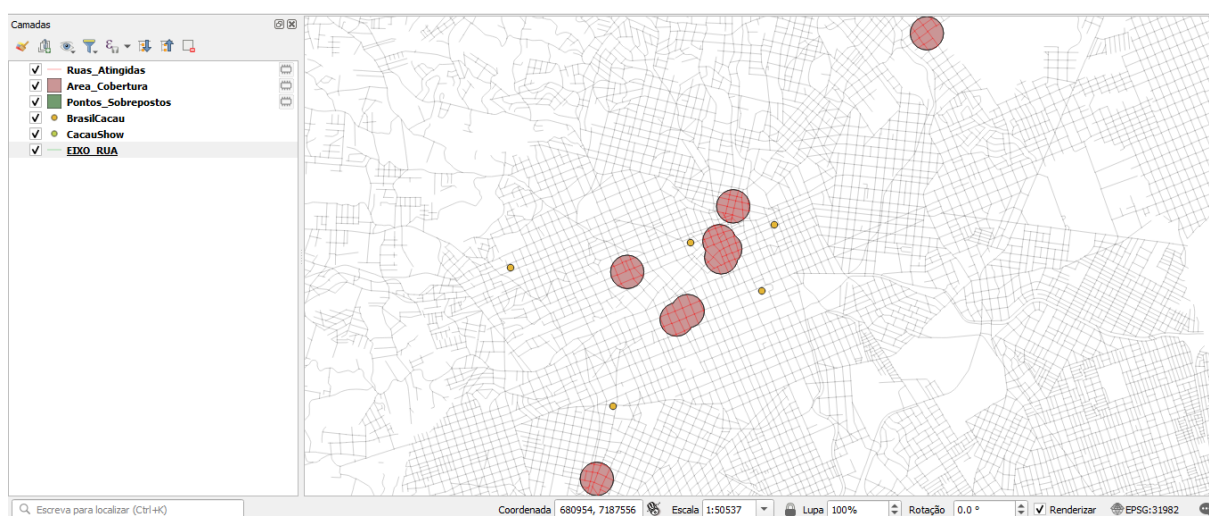 Camadas
Ruas_Atingidas
Area_Cobertura
Pontos_Sobrepostos
BrasilCacau
CacauShow
EIXO_RUA
Escreva para localizar (Ctrl+K)
Coordenada 680954, 7187556 Escala 1:50537 Lupa 100% Rotação 0.0 ° Renderizar EPSG:31982